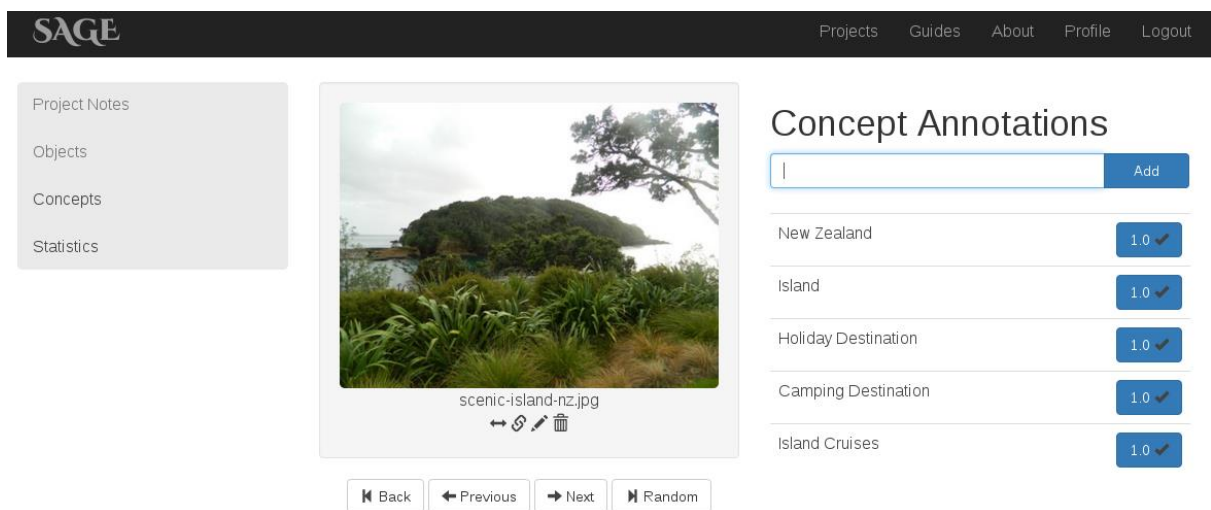 SAGE
Projects Guides About Profile Logout
Project Notes
Objects
Concepts
Statistics
scenic-island-nz.jpg
Back Previous Next Random
Concept Annotations
Add
New Zealand 1.0
Island 1.0
Holiday Destination 1.0
Camping Destination 1.0
Island Cruises 1.0